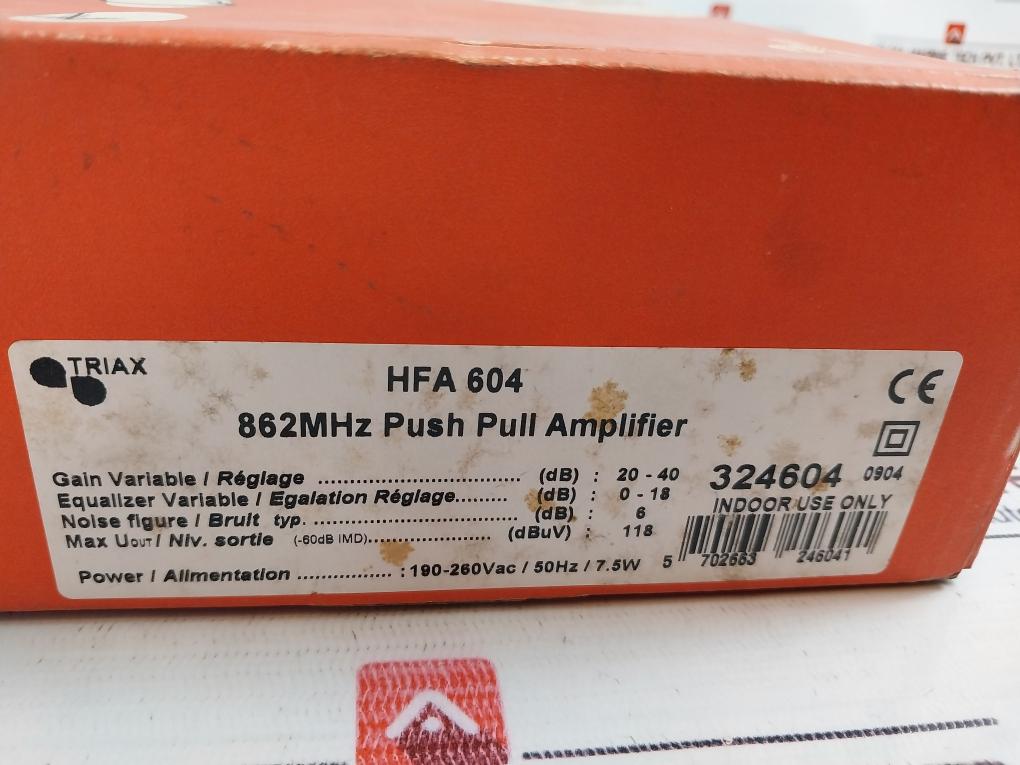 TRIAX
HFA 604
862MHz Push Pull Amplifier
Gain Variable / Réglage ................................. (dB) : 20 - 40
Equalizer Variable / Egalation Réglage......... (dB) : 0 - 18
Noise figure / Bruit typ. ................................. (dB) : 6
Max UOUT / Niv. sortie (-60dB IMD)..................... (dBuV) : 118
Power / Alimentation ................ : 190-260Vac / 50Hz / 7.5W
CE
324604 0904
INDOOR USE ONLY
5 702663 246041